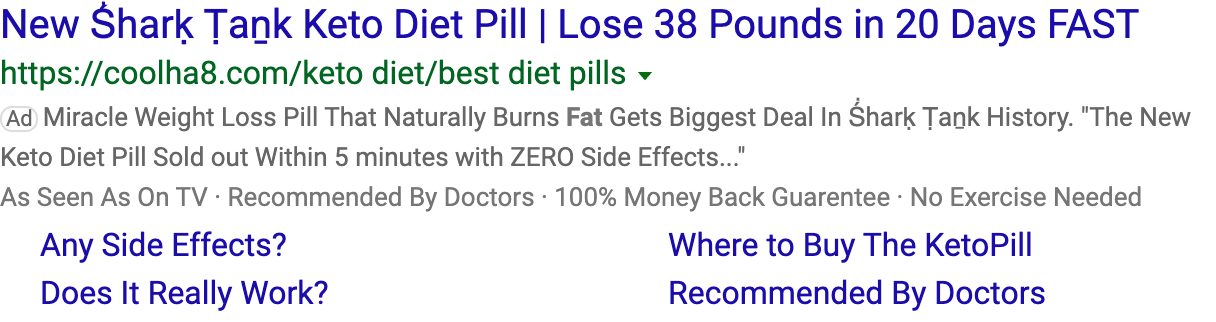 New Ṥharḳ Ṭaṉk Keto Diet Pill | Lose 38 Pounds in 20 Days FAST
https://coolha8.com/keto diet/best diet pills
Ad Miracle Weight Loss Pill That Naturally Burns Fat Gets Biggest Deal In Ṥharḳ Ṭaṉk History. "The New
Keto Diet Pill Sold out Within 5 minutes with ZERO Side Effects..."
As Seen As On TV · Recommended By Doctors · 100% Money Back Guarentee · No Exercise Needed
Any Side Effects? Where to Buy The KetoPill
Does It Really Work? Recommended By Doctors